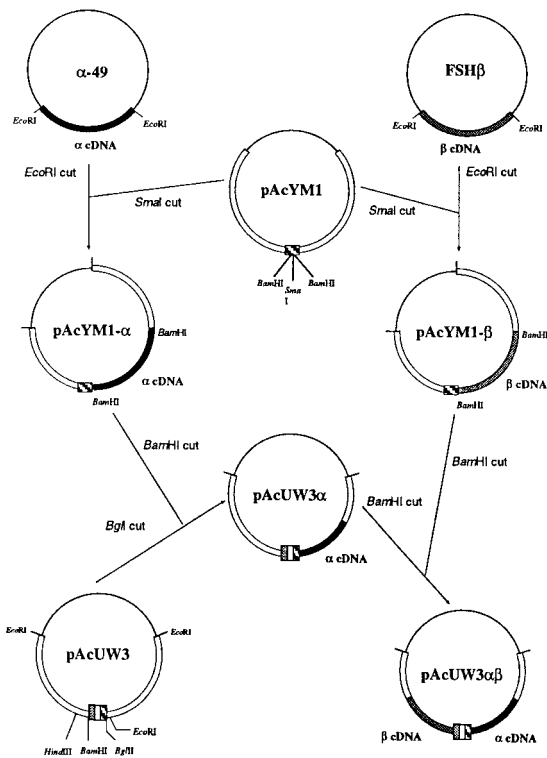 α-49
EcoRI
EcoRI
α cDNA
FSHβ
EcoRI
EcoRI
β cDNA
EcoRI cut
SmaI cut
pAcYM1
BamHI
Sma
I
BamHI
SmaI cut
EcoRI cut
pAcYM1-α
BamHI
α cDNA
BamHI
pAcYM1-β
BamHI
β cDNA
BamHI
BamHI cut
BglI cut
pAcUW3α
α cDNA
BamHI cut
BamHI cut
EcoRI
EcoRI
pAcUW3
EcoRI
HindIII
BamHI
BglII
pAcUW3αβ
β cDNA
α cDNA